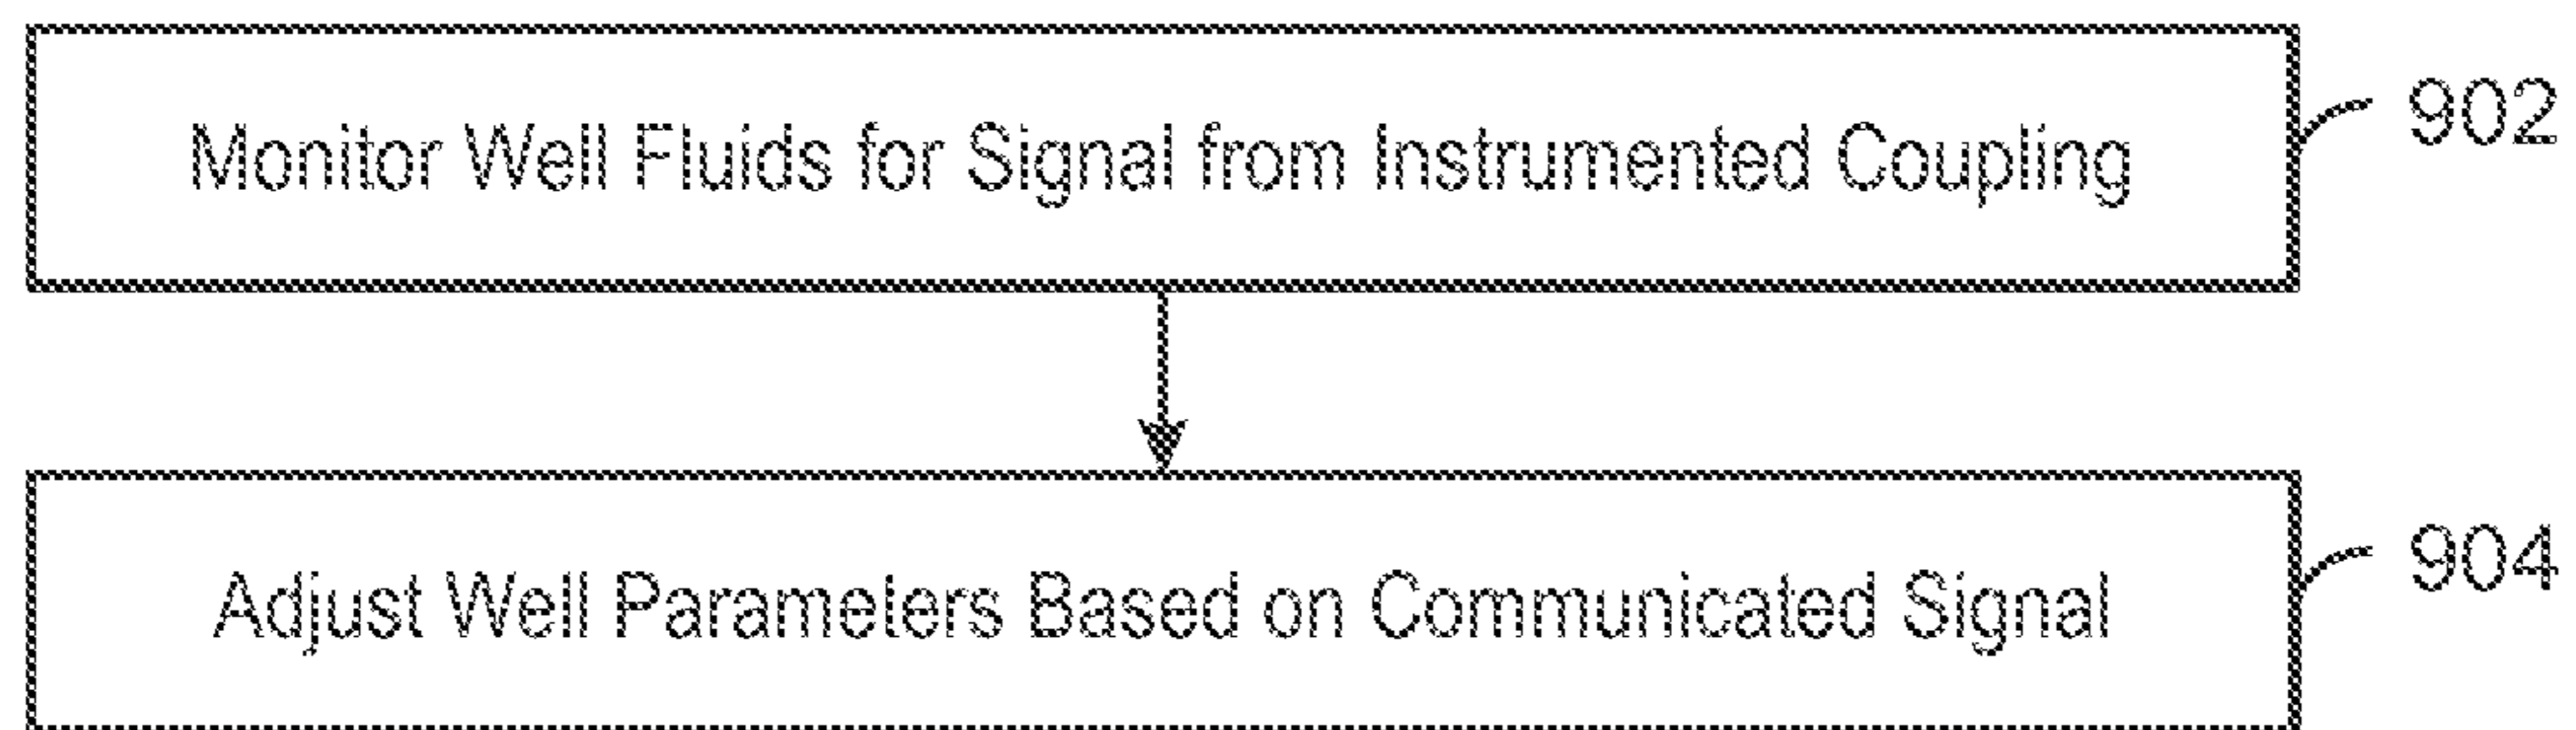 Monitor Well Fluids for Signal from Instrumented Coupling
902
Adjust Well Parameters Based on Communicated Signal
904